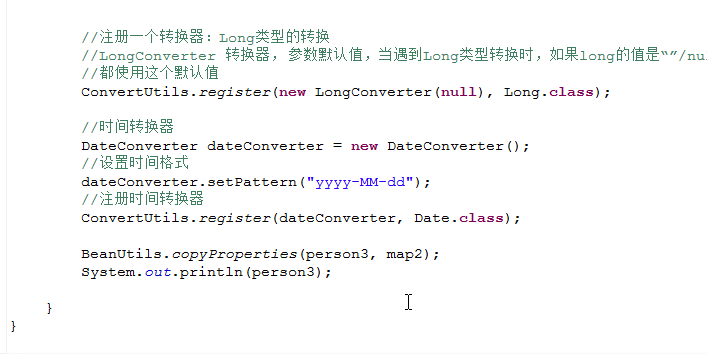 //注册一个转换器：Long类型的转换
//LongConverter 转换器，参数默认值，当遇到Long类型转换时，如果long的值是“”/nu
//都使用这个默认值
ConvertUtils.register(new LongConverter(null), Long.class);
//时间转换器
DateConverter dateConverter = new DateConverter();
//设置时间格式
dateConverter.setPattern("yyyy-MM-dd");
//注册时间转换器
ConvertUtils.register(dateConverter, Date.class);
BeanUtils.copyProperties(person3, map2);
System.out.println(person3);
}
}